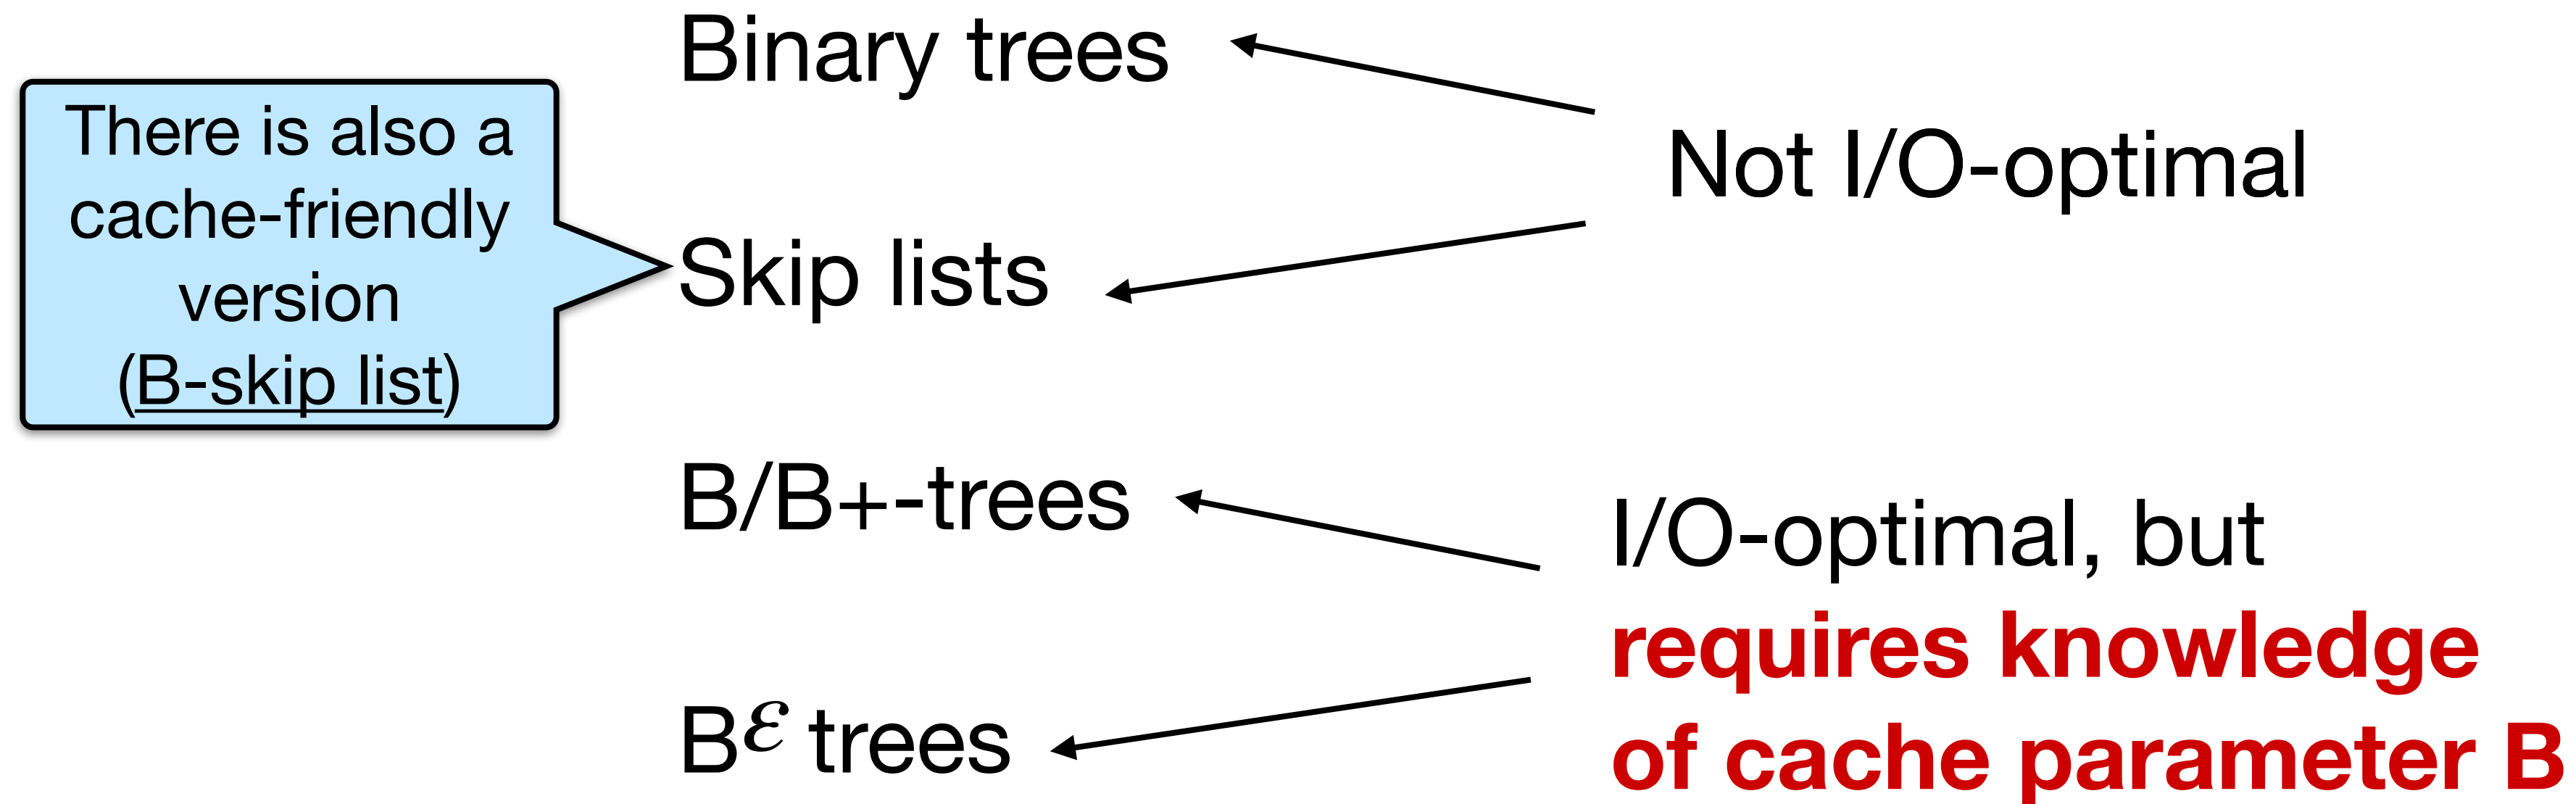 Binary trees
There is also a
cache-friendly
version
(B-skip list)
Not I/O-optimal
Skip lists
B/B+-trees
I/O-optimal, but
requires knowledge
of cache parameter B
B^ε trees